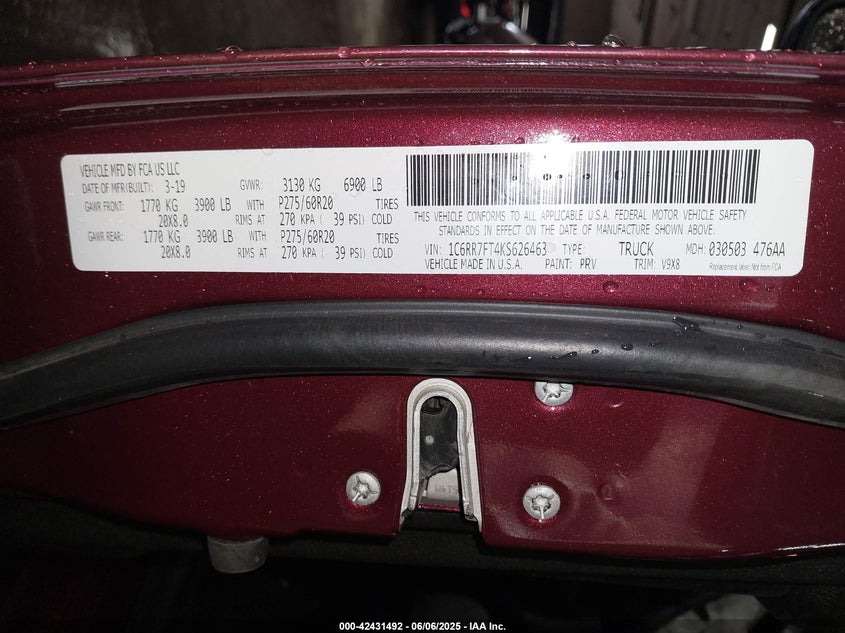 VEHICLE MFD BY FCA US LLC
DATE OF MFR(BUILT): 3-19 GVWR: 3130 KG 6900 LB
GAWR FRONT: 1770 KG 3900 LB WITH P275/60R20 TIRES
20X8.0 RIMS AT 270 KPA ( 39 PSI) COLD
GAWR REAR: 1770 KG 3900 LB WITH P275/60R20 TIRES
20X8.0 RIMS AT 270 KPA ( 39 PSI) COLD
THIS VEHICLE CONFORMS TO ALL APPLICABLE U.S.A. FEDERAL MOTOR VEHICLE SAFETY
STANDARDS IN EFFECT ON THE DATE OF MANUFACTURE SHOWN ABOVE.
VIN: 1C6RR7FT4KS626463 TYPE: TRUCK MDH: 030503 476AA
VEHICLE MADE IN U.S.A. PAINT: PRV TRIM: V9X8
Replacement label. Not from FCA
000-42431492 - 06/06/2025 - IAA Inc.